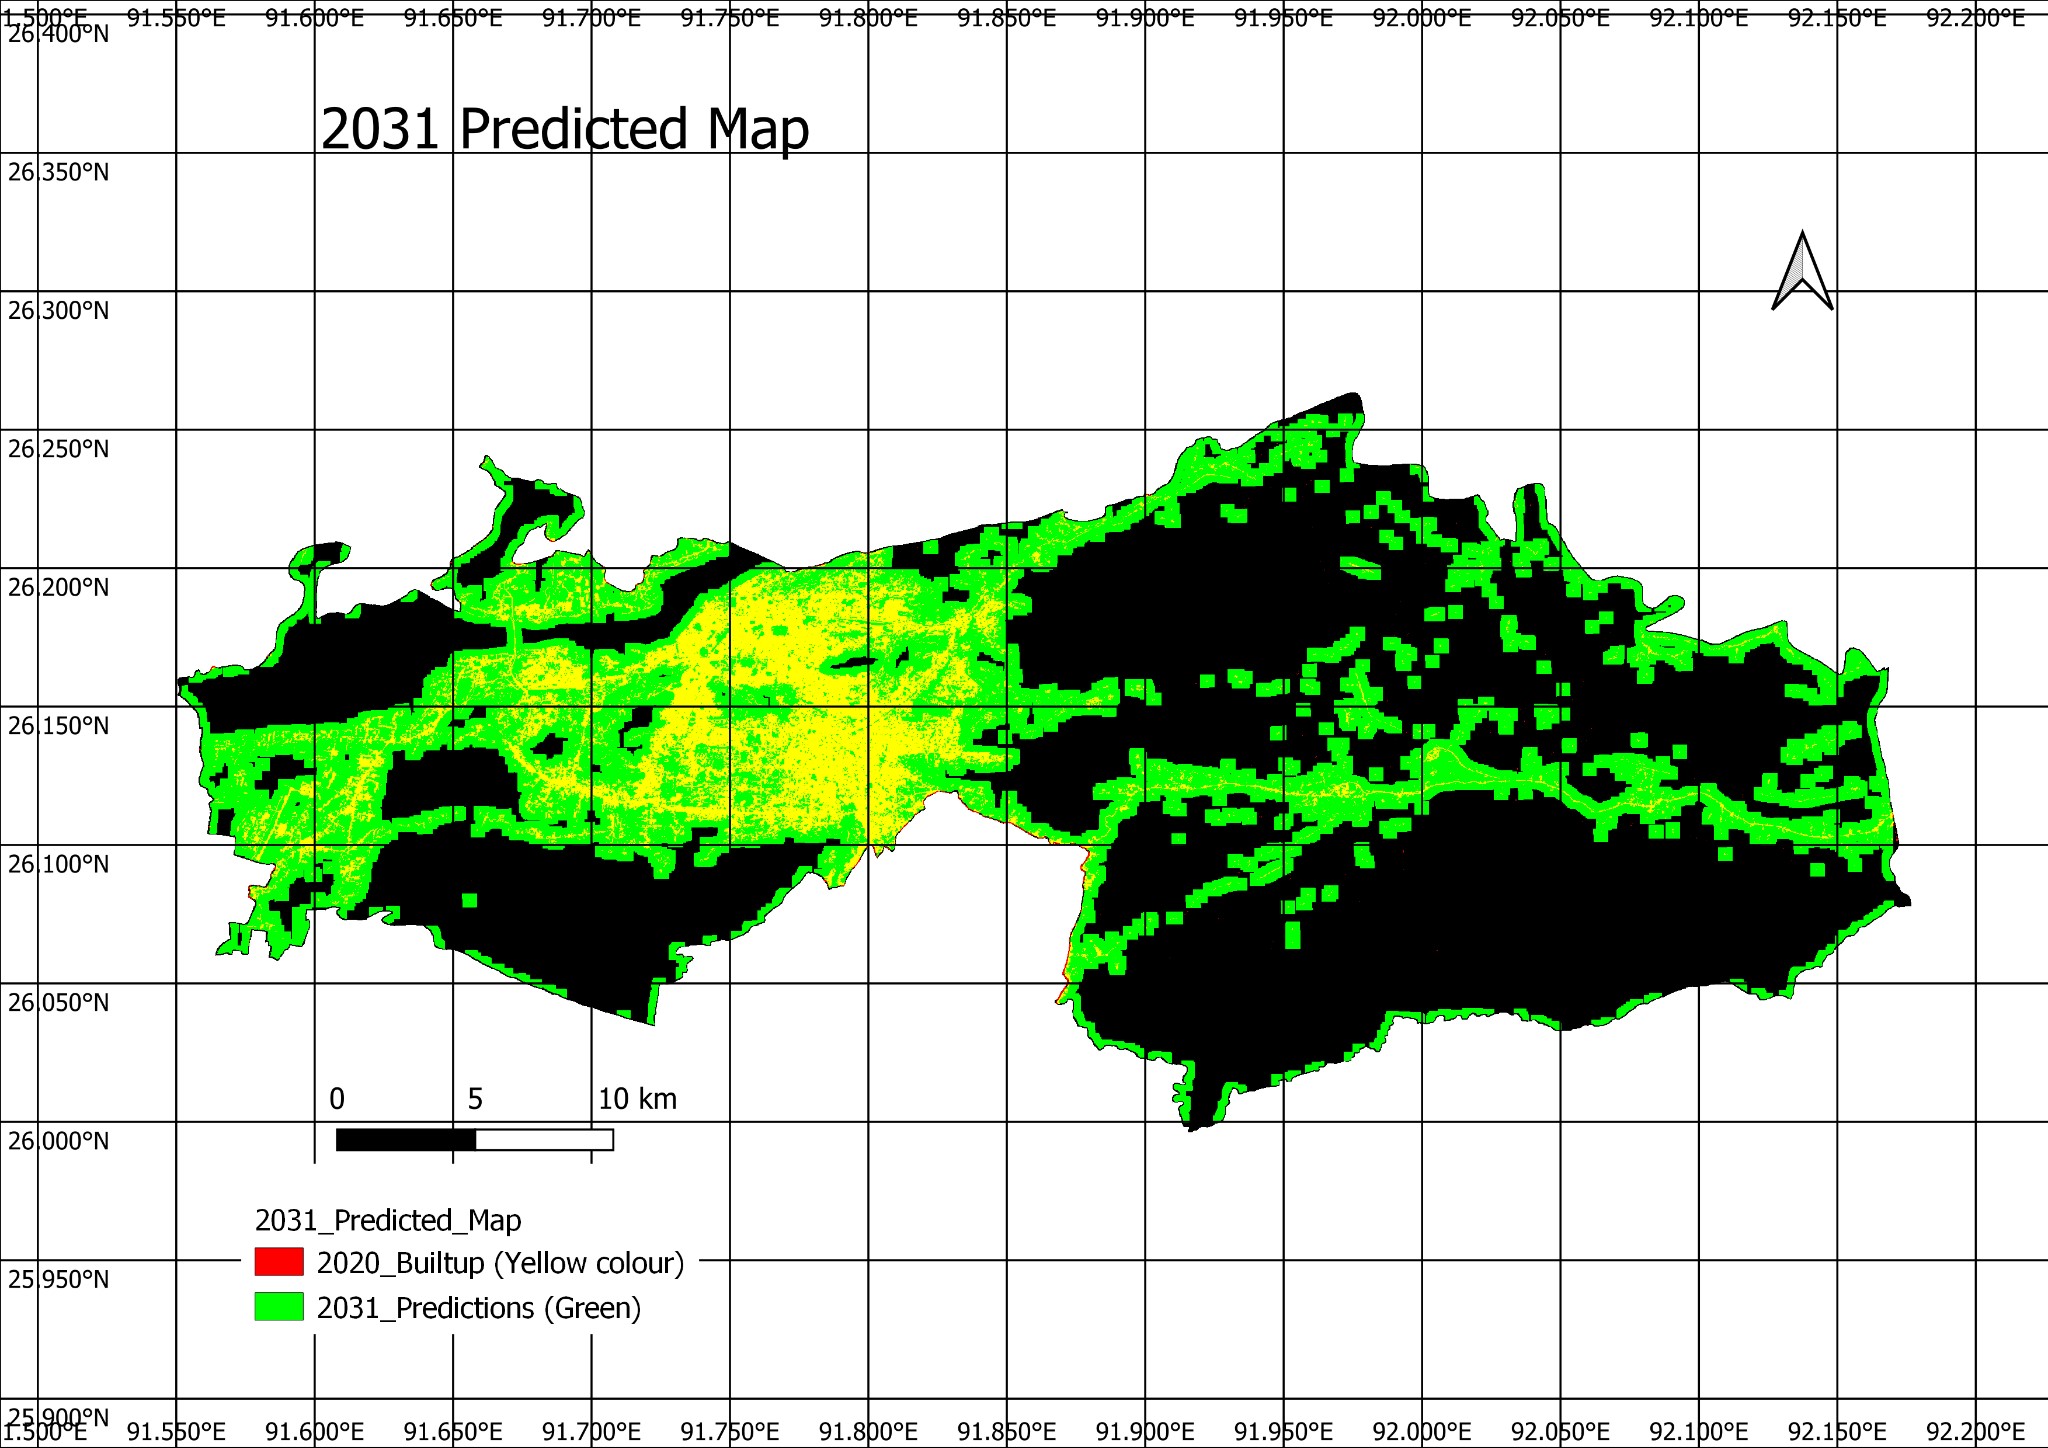 1.500°E 91.550°E 91.600°E 91.650°E 91.700°E 91.750°E 91.800°E 91.850°E 91.900°E 91.950°E 92.000°E 92.050°E 92.100°E 92.150°E 92.200°E
26.400°N
2031 Predicted Map
26.350°N
26.300°N
26.250°N
26.200°N
26.150°N
26.100°N
26.050°N
0 5 10 km
26.000°N
2031_Predicted_Map
2020_Builtup (Yellow colour)
25.950°N
2031_Predictions (Green)
25.900°N
1.500°E 91.550°E 91.600°E 91.650°E 91.700°E 91.750°E 91.800°E 91.850°E 91.900°E 91.950°E 92.000°E 92.050°E 92.100°E 92.150°E 92.200°E